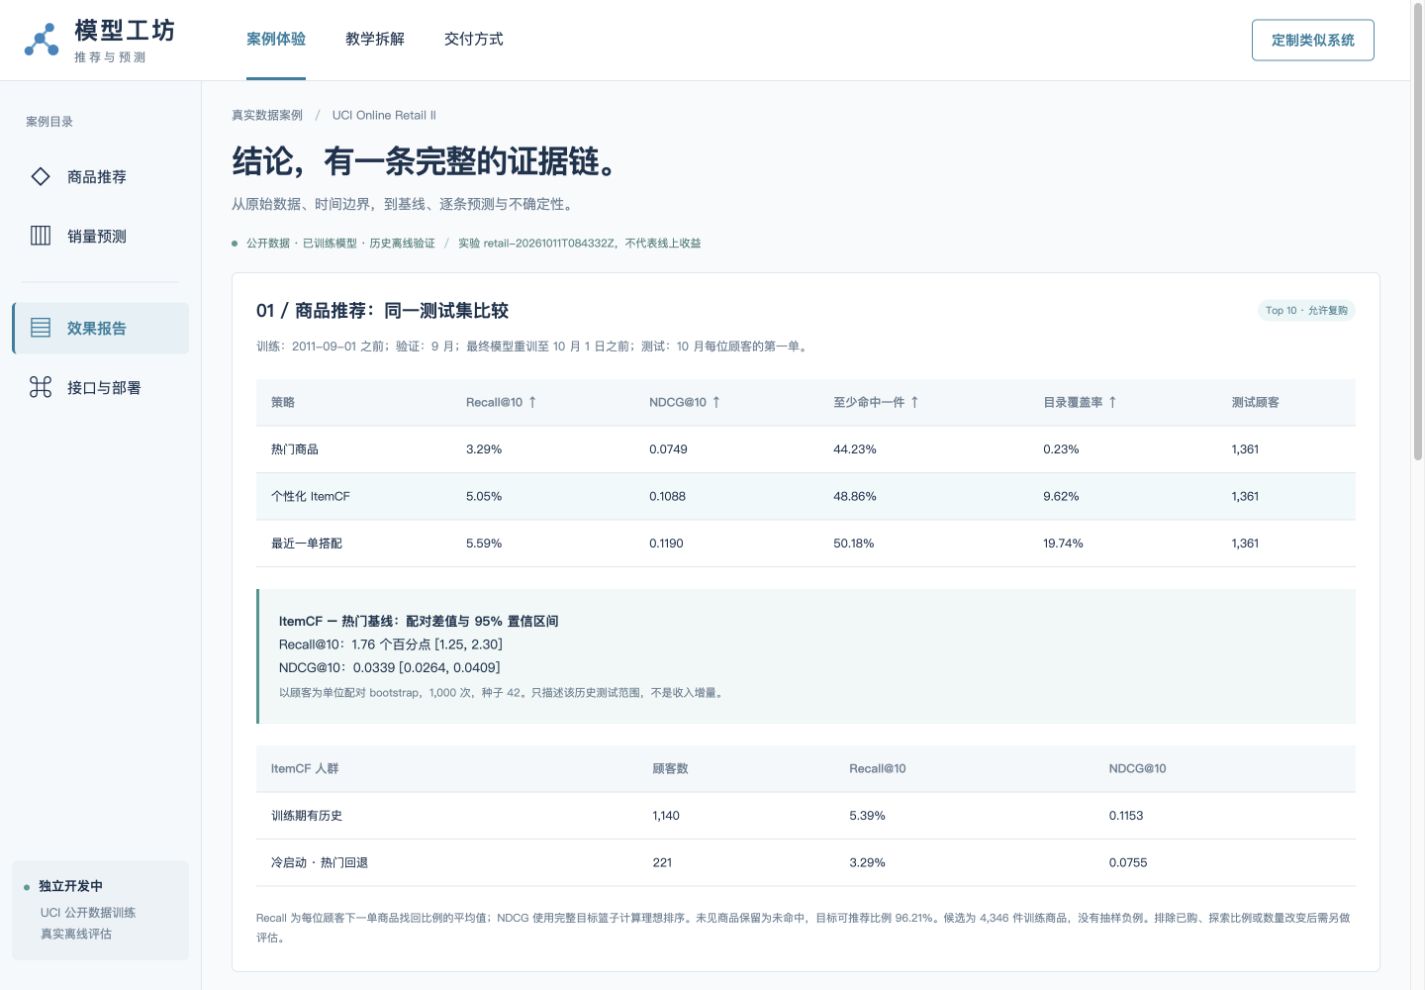 模型工坊
推荐与预测
案例体验
教学拆解
交付方式
定制类似系统
案例目录
商品推荐
销量预测
效果报告
接口与部署
独立开发中
UCI 公开数据训练
真实离线评估
真实数据案例 / UCI Online Retail II
结论，有一条完整的证据链。
从原始数据、时间边界，到基线、逐条预测与不确定性。
公开数据 · 已训练模型 · 历史离线验证 / 实验 retail-20261011T084332Z，不代表线上收益
01 / 商品推荐：同一测试集比较
Top 10 · 允许复购
训练：2011-09-01 之前；验证：9 月；最终模型重训至 10 月 1 日之前；测试：10 月每位顾客的第一单。
策略 Recall@10 ↑ NDCG@10 ↑ 至少命中一件 ↑ 目录覆盖率 ↑ 测试顾客
热门商品 3.29% 0.0749 44.23% 0.23% 1,361
个性化 ItemCF 5.05% 0.1088 48.86% 9.62% 1,361
最近一单搭配 5.59% 0.1190 50.18% 19.74% 1,361
ItemCF − 热门基线：配对差值与 95% 置信区间
Recall@10：1.76 个百分点 [1.25, 2.30]
NDCG@10：0.0339 [0.0264, 0.0409]
以顾客为单位配对 bootstrap，1,000 次，种子 42。只描述该历史测试范围，不是收入增量。
ItemCF 人群 顾客数 Recall@10 NDCG@10
训练期有历史 1,140 5.39% 0.1153
冷启动 · 热门回退 221 3.29% 0.0755
Recall 为每位顾客下一单商品找回比例的平均值；NDCG 使用完整目标篮子计算理想排序。未见商品保留为未命中，目标可推荐比例 96.21%。候选为 4,346 件训练商品，没有抽样负例。排除已购、探索比例或数量改变后需另做
评估。